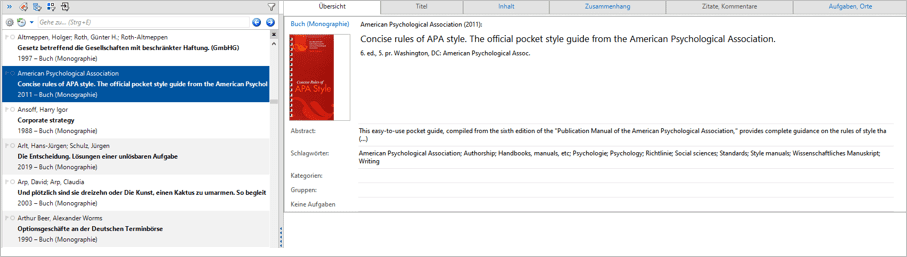 Gehe zu... (Strg+E)
Altmeppen, Holger; Roth, Günter H.; Roth-Altmeppen
Gesetz betreffend die Gesellschaften mit beschränkter Haftung. (GmbHG)
1997 – Buch (Monographie)
American Psychological Association
Concise rules of APA style. The official pocket style guide from the American Psychol
2011 – Buch (Monographie)
Ansoff, Harry Igor
Corporate strategy
1988 – Buch (Monographie)
Arlt, Hans-Jürgen; Schulz, Jürgen
Die Entscheidung. Lösungen einer unlösbaren Aufgabe
2019 – Buch (Monographie)
Arp, David; Arp, Claudia
Und plötzlich sind sie dreizehn oder Die Kunst, einen Kaktus zu umarmen. So begleit
2003 – Buch (Monographie)
Arthur Beer, Alexander Worms
Optionsgeschäfte an der Deutschen Terminbörse
1990 – Buch (Monographie)
Übersicht
Titel
Inhalt
Zusammenhang
Zitate, Kommentare
Aufgaben, Orte
Buch (Monographie)
American Psychological Association (2011):
Concise rules of APA style. The official pocket style guide from the American Psychological Association.
6. ed., 5. pr. Washington, DC: American Psychological Assoc.
Concise Rules of
APA Style
Abstract:
This easy-to-use pocket guide, compiled from the sixth edition of the "Publication Manual of the American Psychological Association," provides complete guidance on the rules of style tha
(...)
Schlagwörter:
American Psychological Association; Authorship; Handbooks, manuals, etc; Psychologie; Psychology; Richtlinie; Social sciences; Standards; Style manuals; Wissenschaftliches Manuskript;
Writing
Kategorien:
Gruppen:
Keine Aufgaben